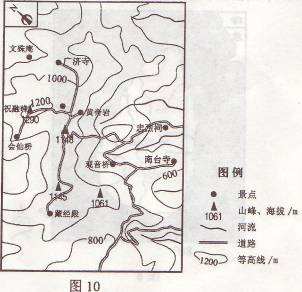 N
文殊庵
广济寺
1000
祝融峰
1290
1200
黄帝岩
会仙桥
1148
忠烈祠
观音桥
南台寺
600
1145
1061
藏经殿
800
图例
景点
1061 山峰、海拔/m
河流
道路
1200 等高线/m
图 10